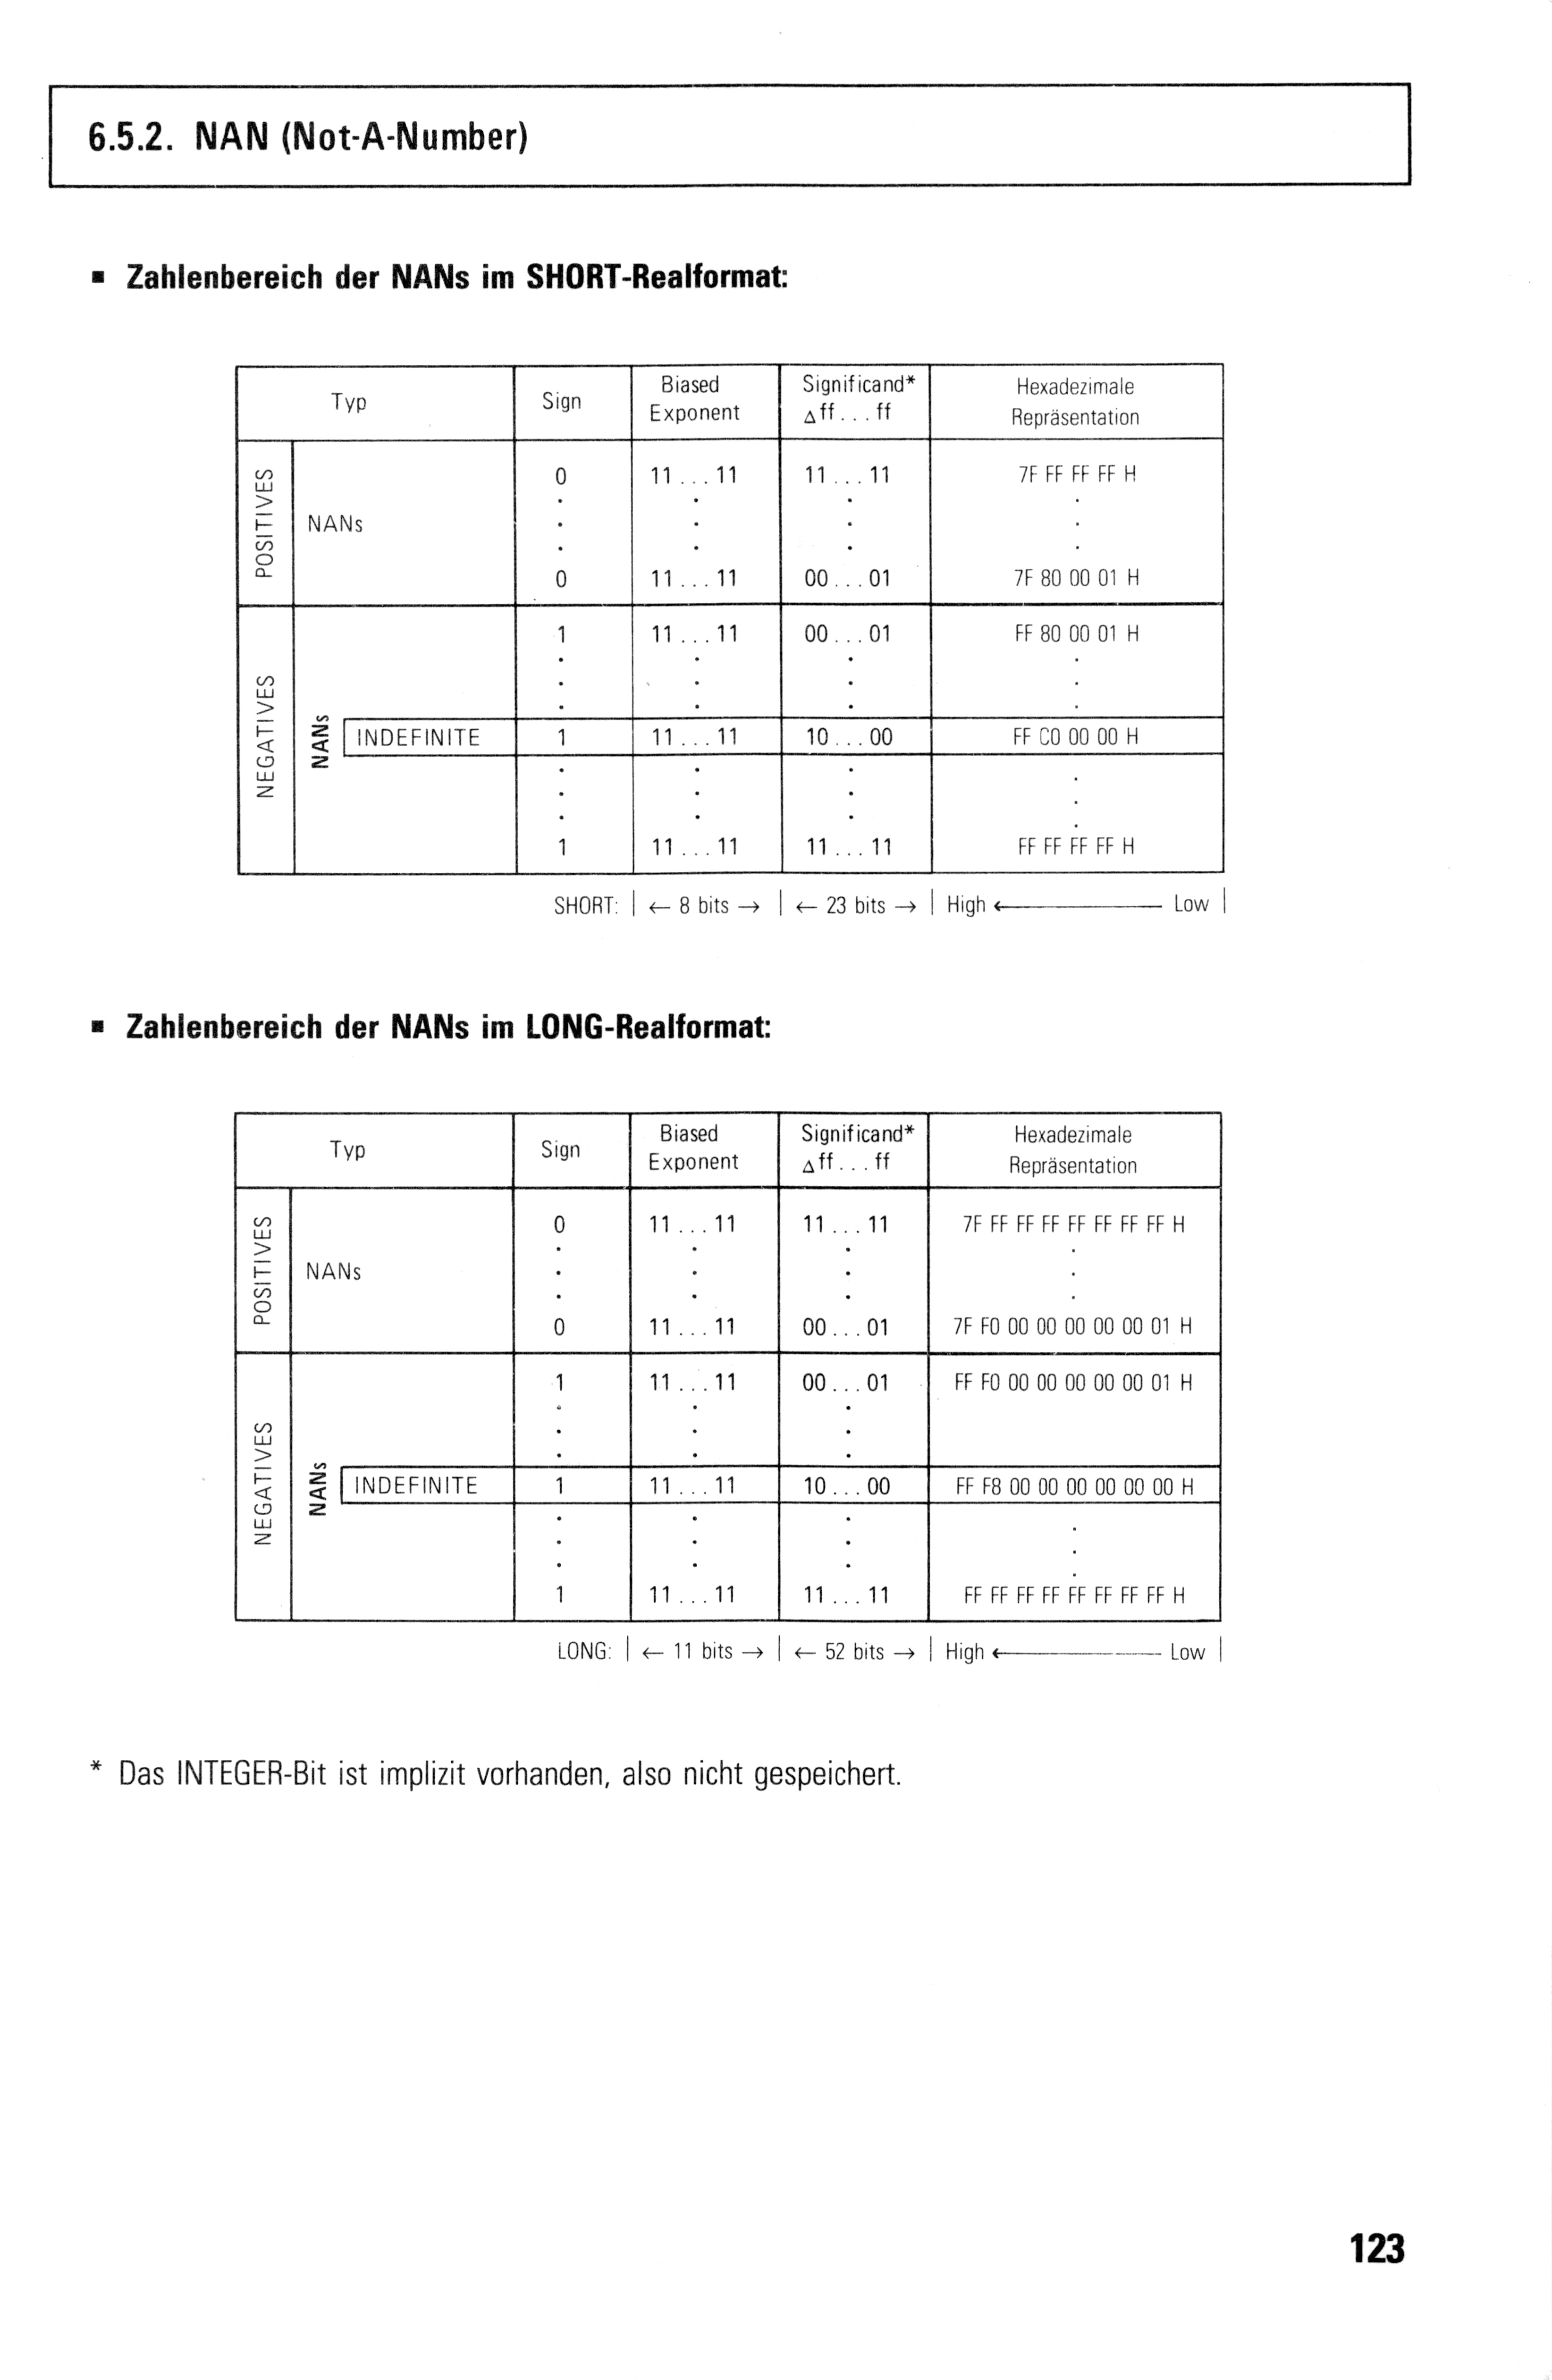 6.5.2. NAN (Not-A-Number)
▪ Zahlenbereich der NANs im SHORT-Realformat:
Typ Sign Biased Exponent Significand* △ff...ff Hexadezimale Repräsentation
POSITIVES
NANs
0 11...11 11...11 7F FF FF FF H
0 11...11 00...01 7F 80 00 01 H
NEGATIVES
NANs
1 11...11 00...01 FF 80 00 01 H
INDEFINITE 1 11...11 10...00 FF C0 00 00 H
1 11...11 11...11 FF FF FF FF H
SHORT: | ← 8 bits → | ← 23 bits → | High ← Low |
▪ Zahlenbereich der NANs im LONG-Realformat:
Typ Sign Biased Exponent Significand* △ff...ff Hexadezimale Repräsentation
POSITIVES
NANs
0 11...11 11...11 7F FF FF FF FF FF FF FF H
0 11...11 00...01 7F F0 00 00 00 00 00 01 H
NEGATIVES
NANs
1 11...11 00...01 FF F0 00 00 00 00 00 01 H
INDEFINITE 1 11...11 10...00 FF F8 00 00 00 00 00 00 H
1 11...11 11...11 FF FF FF FF FF FF FF FF H
LONG: | ← 11 bits → | ← 52 bits → | High ← Low |
* Das INTEGER-Bit ist implizit vorhanden, also nicht gespeichert.
123